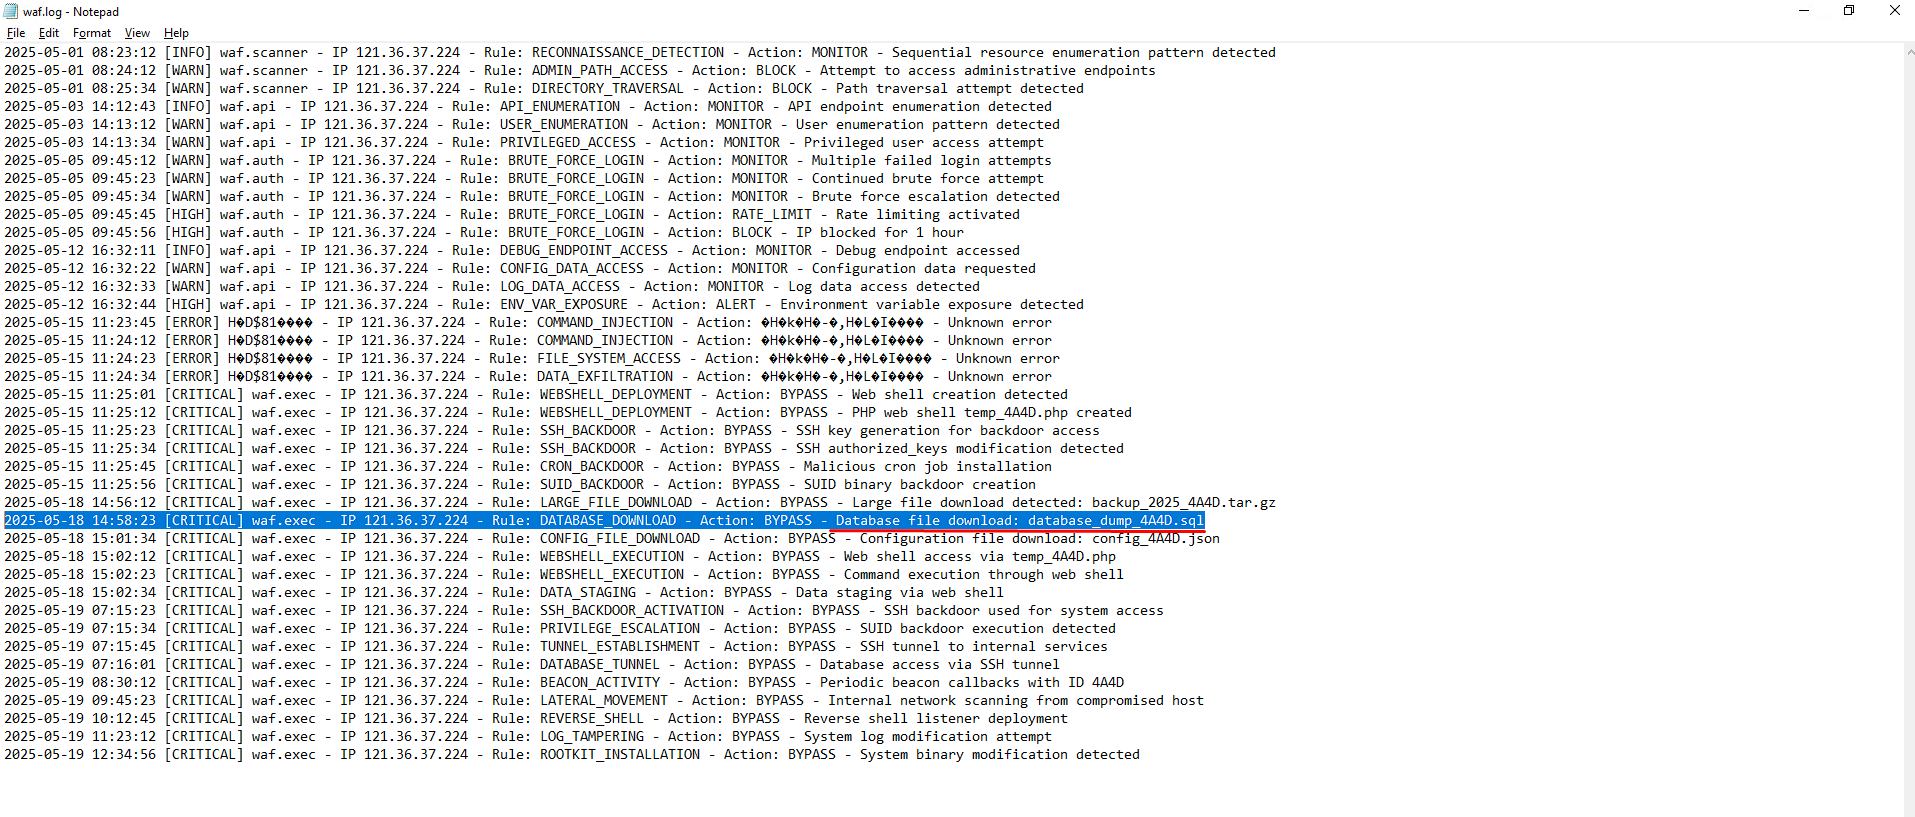 waf.log - Notepad
File Edit Format View Help
2025-05-01 08:23:12 [INFO] waf.scanner - IP 121.36.37.224 - Rule: RECONNAISSANCE_DETECTION - Action: MONITOR - Sequential resource enumeration pattern detected
2025-05-01 08:24:12 [WARN] waf.scanner - IP 121.36.37.224 - Rule: ADMIN_PATH_ACCESS - Action: BLOCK - Attempt to access administrative endpoints
2025-05-01 08:25:34 [WARN] waf.scanner - IP 121.36.37.224 - Rule: DIRECTORY_TRAVERSAL - Action: BLOCK - Path traversal attempt detected
2025-05-03 14:12:43 [INFO] waf.api - IP 121.36.37.224 - Rule: API_ENUMERATION - Action: MONITOR - API endpoint enumeration detected
2025-05-03 14:13:12 [WARN] waf.api - IP 121.36.37.224 - Rule: USER_ENUMERATION - Action: MONITOR - User enumeration pattern detected
2025-05-03 14:13:34 [WARN] waf.api - IP 121.36.37.224 - Rule: PRIVILEGED_ACCESS - Action: MONITOR - Privileged user access attempt
2025-05-05 09:45:12 [WARN] waf.auth - IP 121.36.37.224 - Rule: BRUTE_FORCE_LOGIN - Action: MONITOR - Multiple failed login attempts
2025-05-05 09:45:23 [WARN] waf.auth - IP 121.36.37.224 - Rule: BRUTE_FORCE_LOGIN - Action: MONITOR - Continued brute force attempt
2025-05-05 09:45:34 [WARN] waf.auth - IP 121.36.37.224 - Rule: BRUTE_FORCE_LOGIN - Action: MONITOR - Brute force escalation detected
2025-05-05 09:45:45 [HIGH] waf.auth - IP 121.36.37.224 - Rule: BRUTE_FORCE_LOGIN - Action: RATE_LIMIT - Rate limiting activated
2025-05-05 09:45:56 [HIGH] waf.auth - IP 121.36.37.224 - Rule: BRUTE_FORCE_LOGIN - Action: BLOCK - IP blocked for 1 hour
2025-05-12 16:32:11 [INFO] waf.api - IP 121.36.37.224 - Rule: DEBUG_ENDPOINT_ACCESS - Action: MONITOR - Debug endpoint accessed
2025-05-12 16:32:22 [WARN] waf.api - IP 121.36.37.224 - Rule: CONFIG_DATA_ACCESS - Action: MONITOR - Configuration data requested
2025-05-12 16:32:33 [WARN] waf.api - IP 121.36.37.224 - Rule: LOG_DATA_ACCESS - Action: MONITOR - Log data access detected
2025-05-12 16:32:44 [HIGH] waf.api - IP 121.36.37.224 - Rule: ENV_VAR_EXPOSURE - Action: ALERT - Environment variable exposure detected
2025-05-15 11:23:45 [ERROR] H�D$81���� - IP 121.36.37.224 - Rule: COMMAND_INJECTION - Action: �H�k�H�-�,H�L�I���� - Unknown error
2025-05-15 11:24:12 [ERROR] H�D$81���� - IP 121.36.37.224 - Rule: COMMAND_INJECTION - Action: �H�k�H�-�,H�L�I���� - Unknown error
2025-05-15 11:24:23 [ERROR] H�D$81���� - IP 121.36.37.224 - Rule: FILE_SYSTEM_ACCESS - Action: �H�k�H�-�,H�L�I���� - Unknown error
2025-05-15 11:24:34 [ERROR] H�D$81���� - IP 121.36.37.224 - Rule: DATA_EXFILTRATION - Action: �H�k�H�-�,H�L�I���� - Unknown error
2025-05-15 11:25:01 [CRITICAL] waf.exec - IP 121.36.37.224 - Rule: WEBSHELL_DEPLOYMENT - Action: BYPASS - Web shell creation detected
2025-05-15 11:25:12 [CRITICAL] waf.exec - IP 121.36.37.224 - Rule: WEBSHELL_DEPLOYMENT - Action: BYPASS - PHP web shell temp_4A4D.php created
2025-05-15 11:25:23 [CRITICAL] waf.exec - IP 121.36.37.224 - Rule: SSH_BACKDOOR - Action: BYPASS - SSH key generation for backdoor access
2025-05-15 11:25:34 [CRITICAL] waf.exec - IP 121.36.37.224 - Rule: SSH_BACKDOOR - Action: BYPASS - SSH authorized_keys modification detected
2025-05-15 11:25:45 [CRITICAL] waf.exec - IP 121.36.37.224 - Rule: CRON_BACKDOOR - Action: BYPASS - Malicious cron job installation
2025-05-15 11:25:56 [CRITICAL] waf.exec - IP 121.36.37.224 - Rule: SUID_BACKDOOR - Action: BYPASS - SUID binary backdoor creation
2025-05-18 14:56:12 [CRITICAL] waf.exec - IP 121.36.37.224 - Rule: LARGE_FILE_DOWNLOAD - Action: BYPASS - Large file download detected: backup_2025_4A4D.tar.gz
2025-05-18 14:58:23 [CRITICAL] waf.exec - IP 121.36.37.224 - Rule: DATABASE_DOWNLOAD - Action: BYPASS - Database file download: database_dump_4A4D.sql
2025-05-18 15:01:34 [CRITICAL] waf.exec - IP 121.36.37.224 - Rule: CONFIG_FILE_DOWNLOAD - Action: BYPASS - Configuration file download: config_4A4D.json
2025-05-18 15:02:12 [CRITICAL] waf.exec - IP 121.36.37.224 - Rule: WEBSHELL_EXECUTION - Action: BYPASS - Web shell access via temp_4A4D.php
2025-05-18 15:02:23 [CRITICAL] waf.exec - IP 121.36.37.224 - Rule: WEBSHELL_EXECUTION - Action: BYPASS - Command execution through web shell
2025-05-18 15:02:34 [CRITICAL] waf.exec - IP 121.36.37.224 - Rule: DATA_STAGING - Action: BYPASS - Data staging via web shell
2025-05-19 07:15:23 [CRITICAL] waf.exec - IP 121.36.37.224 - Rule: SSH_BACKDOOR_ACTIVATION - Action: BYPASS - SSH backdoor used for system access
2025-05-19 07:15:34 [CRITICAL] waf.exec - IP 121.36.37.224 - Rule: PRIVILEGE_ESCALATION - Action: BYPASS - SUID backdoor execution detected
2025-05-19 07:15:45 [CRITICAL] waf.exec - IP 121.36.37.224 - Rule: TUNNEL_ESTABLISHMENT - Action: BYPASS - SSH tunnel to internal services
2025-05-19 07:16:01 [CRITICAL] waf.exec - IP 121.36.37.224 - Rule: DATABASE_TUNNEL - Action: BYPASS - Database access via SSH tunnel
2025-05-19 08:30:12 [CRITICAL] waf.exec - IP 121.36.37.224 - Rule: BEACON_ACTIVITY - Action: BYPASS - Periodic beacon callbacks with ID 4A4D
2025-05-19 09:45:23 [CRITICAL] waf.exec - IP 121.36.37.224 - Rule: LATERAL_MOVEMENT - Action: BYPASS - Internal network scanning from compromised host
2025-05-19 10:12:45 [CRITICAL] waf.exec - IP 121.36.37.224 - Rule: REVERSE_SHELL - Action: BYPASS - Reverse shell listener deployment
2025-05-19 11:23:12 [CRITICAL] waf.exec - IP 121.36.37.224 - Rule: LOG_TAMPERING - Action: BYPASS - System log modification attempt
2025-05-19 12:34:56 [CRITICAL] waf.exec - IP 121.36.37.224 - Rule: ROOTKIT_INSTALLATION - Action: BYPASS - System binary modification detected